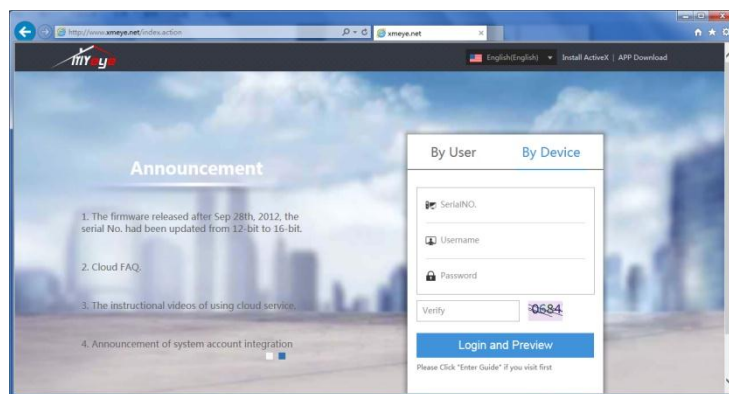 http://www.xmeye.net/index.action
xmeye.net
myeye
English(English)
Install ActiveX | APP Download
Announcement
1. The firmware released after Sep 28th, 2012, the
serial No. had been updated from 12-bit to 16-bit.
2. Cloud FAQ.
3. The instructional videos of using cloud service.
4. Announcement of system account integration
By User
By Device
SerialNO.
Username
Password
Verify
0684
Login and Preview
Please Click "Enter Guide" if you visit first